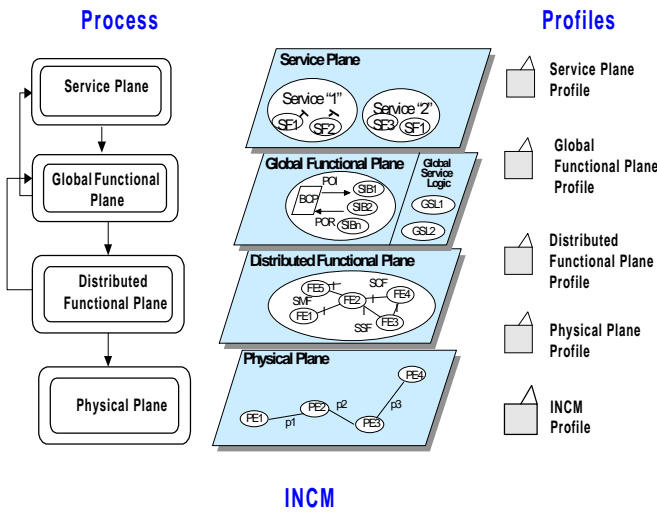 Process
Profiles
Service Plane
Global Functional
Plane
Distributed
Functional Plane
Physical Plane
Service Plane
Service "1"
SF1
SF2
Service "2"
SF3
SF1
Global Functional Plane
Global
Service
Logic
POI
BCP
SIB1
SIB2
POR
SIBn
GSL1
GSL2
Distributed Functional Plane
FE5
SCF
FE4
SMF
FE2
FE1
FE3
SSF
Physical Plane
PE4
PE2
p2
p3
PE1
p1
PE3
Service Plane
Profile
Global
Functional Plane
Profile
Distributed
Functional Plane
Profile
Physical Plane
Profile
INCM
Profile
INCM